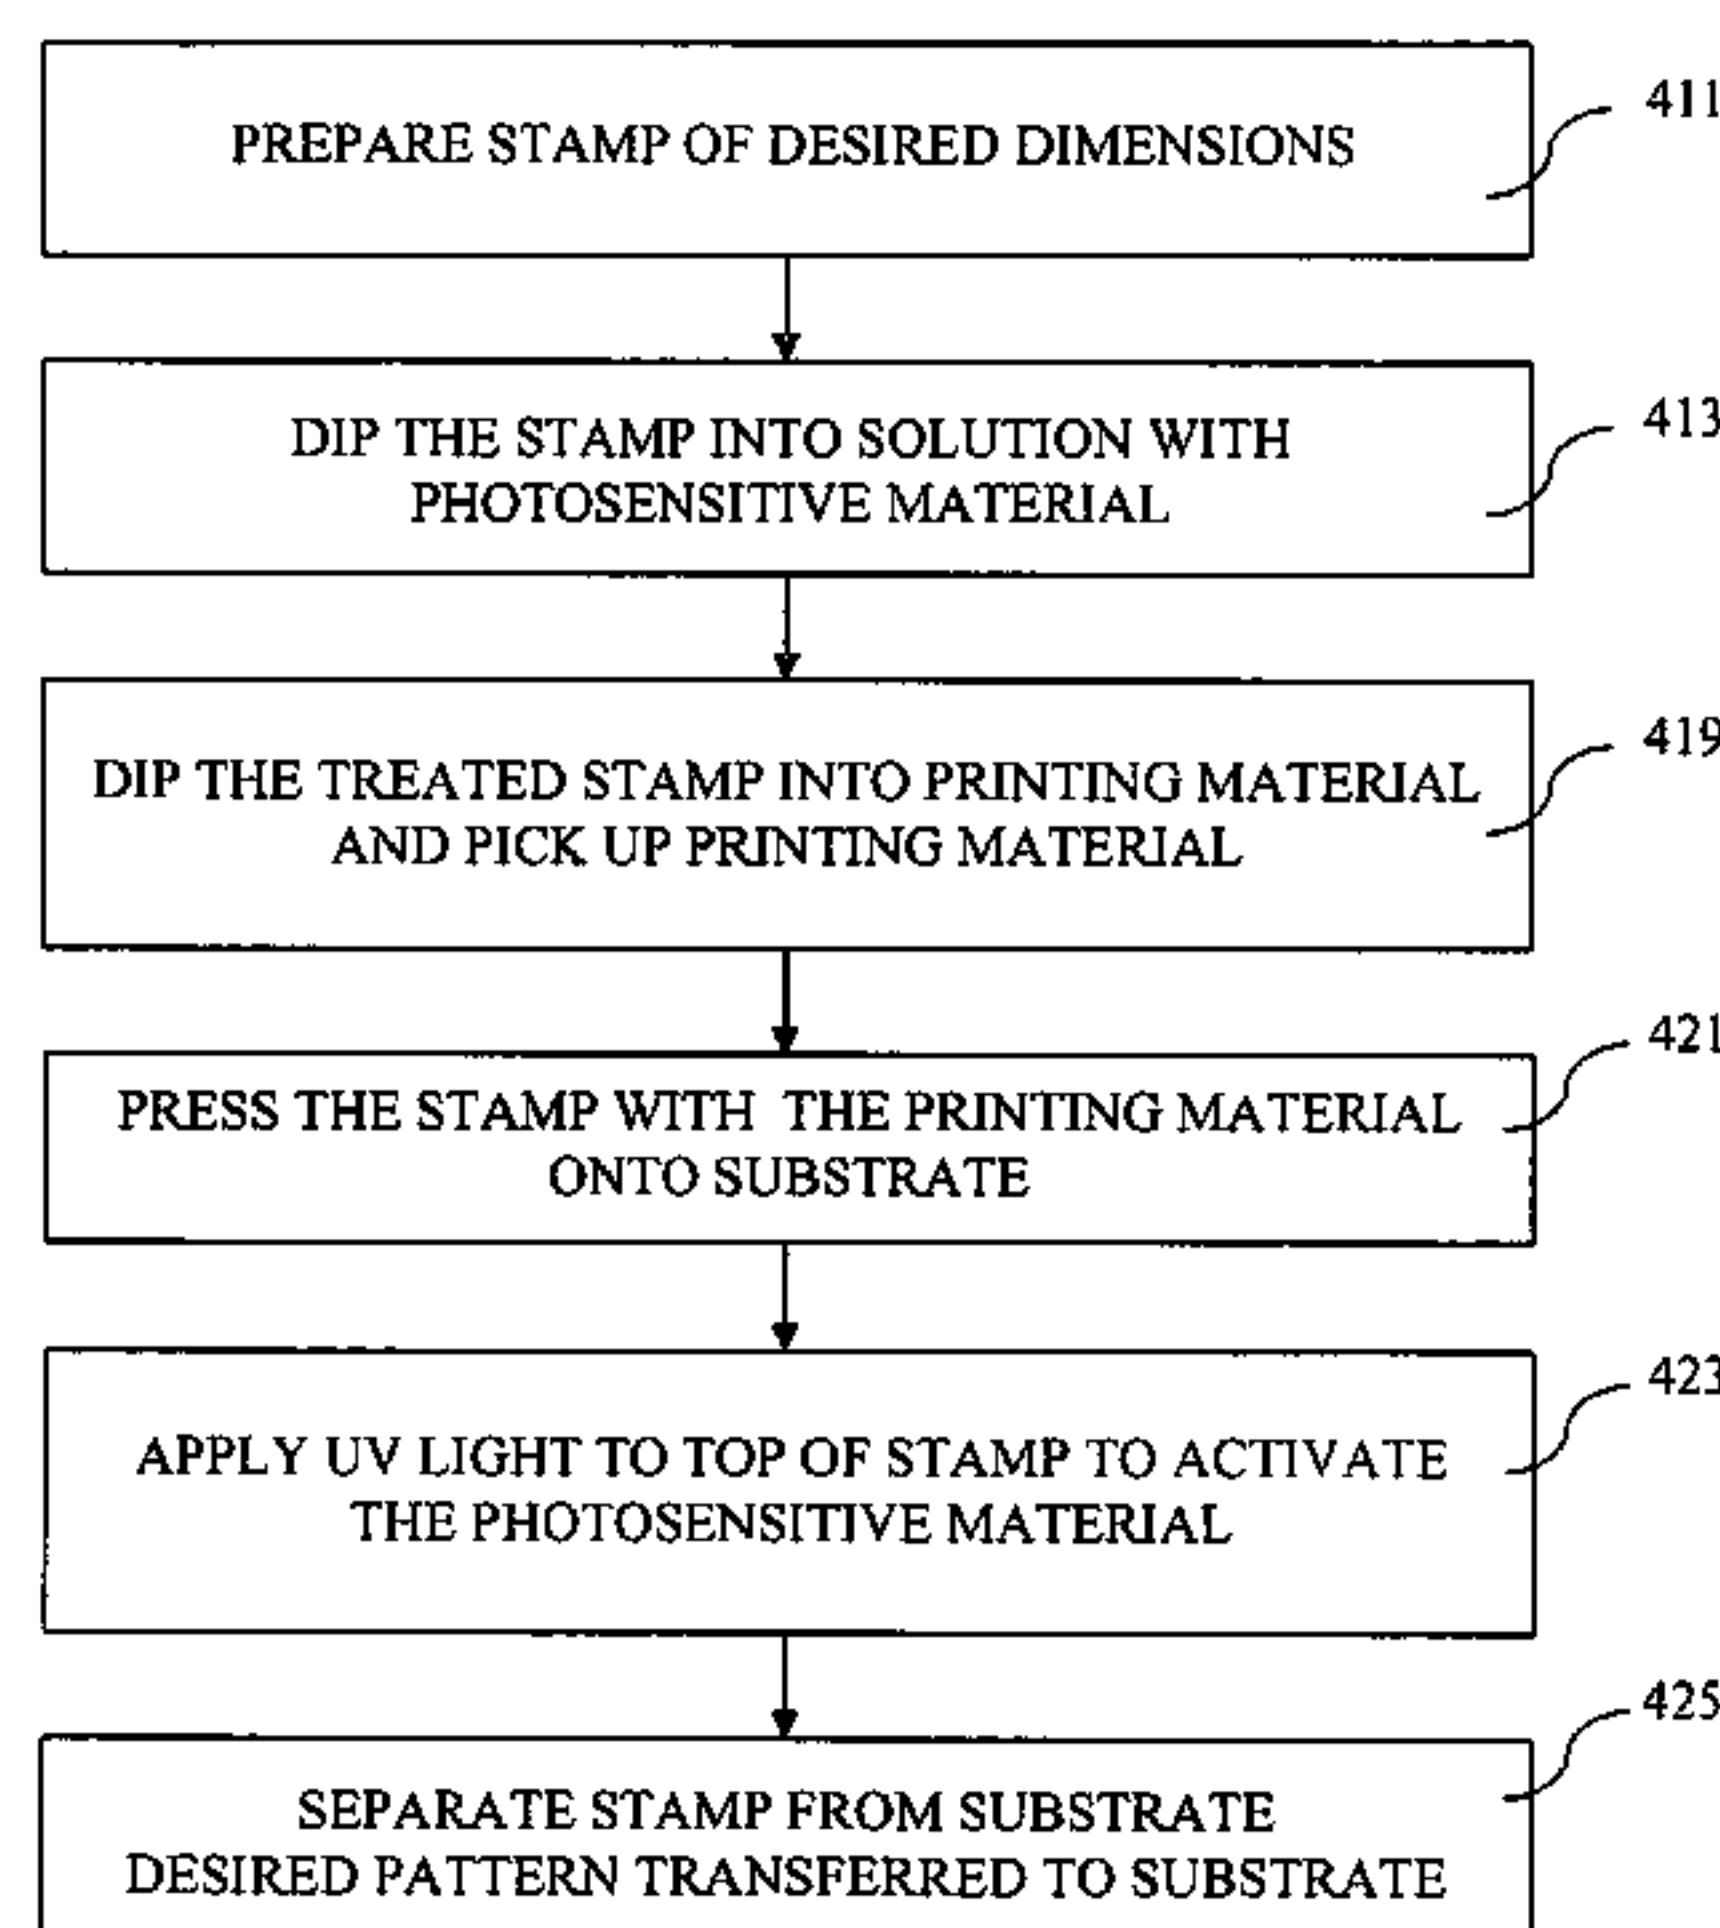 411
PREPARE STAMP OF DESIRED DIMENSIONS
413
DIP THE STAMP INTO SOLUTION WITH
PHOTOSENSITIVE MATERIAL
419
DIP THE TREATED STAMP INTO PRINTING MATERIAL
AND PICK UP PRINTING MATERIAL
421
PRESS THE STAMP WITH THE PRINTING MATERIAL
ONTO SUBSTRATE
423
APPLY UV LIGHT TO TOP OF STAMP TO ACTIVATE
THE PHOTOSENSITIVE MATERIAL
425
SEPARATE STAMP FROM SUBSTRATE
DESIRED PATTERN TRANSFERRED TO SUBSTRATE